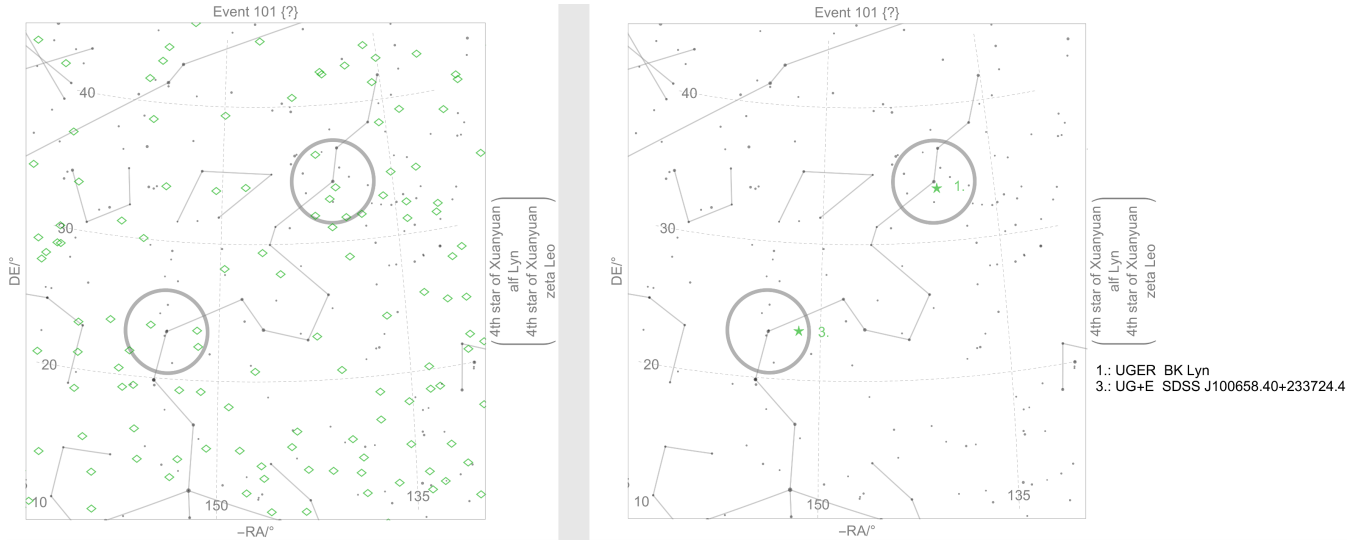 Event 101 {?}
40
30
20
10
150
135
DE/°
–RA/°
4th star of Xuanyuan
alf Lyn
4th star of Xuanyuan
zeta Leo
Event 101 {?}
40
30
20
10
150
135
DE/°
–RA/°
1.
3.
4th star of Xuanyuan
alf Lyn
4th star of Xuanyuan
zeta Leo
1.: UGER BK Lyn
3.: UG+E SDSS J100658.40+233724.4